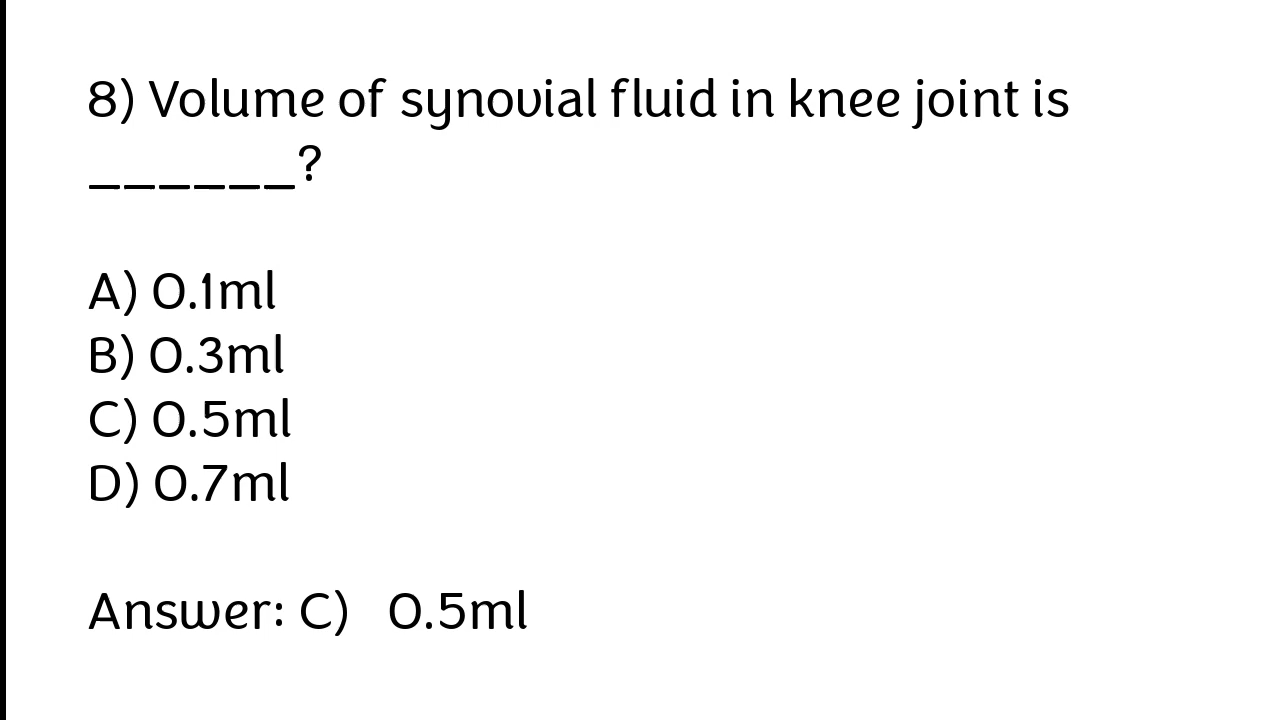 8) Volume of synovial fluid in knee joint is
______?
A) 0.1ml
B) 0.3ml
C) 0.5ml
D) 0.7ml
Answer: C) 0.5ml